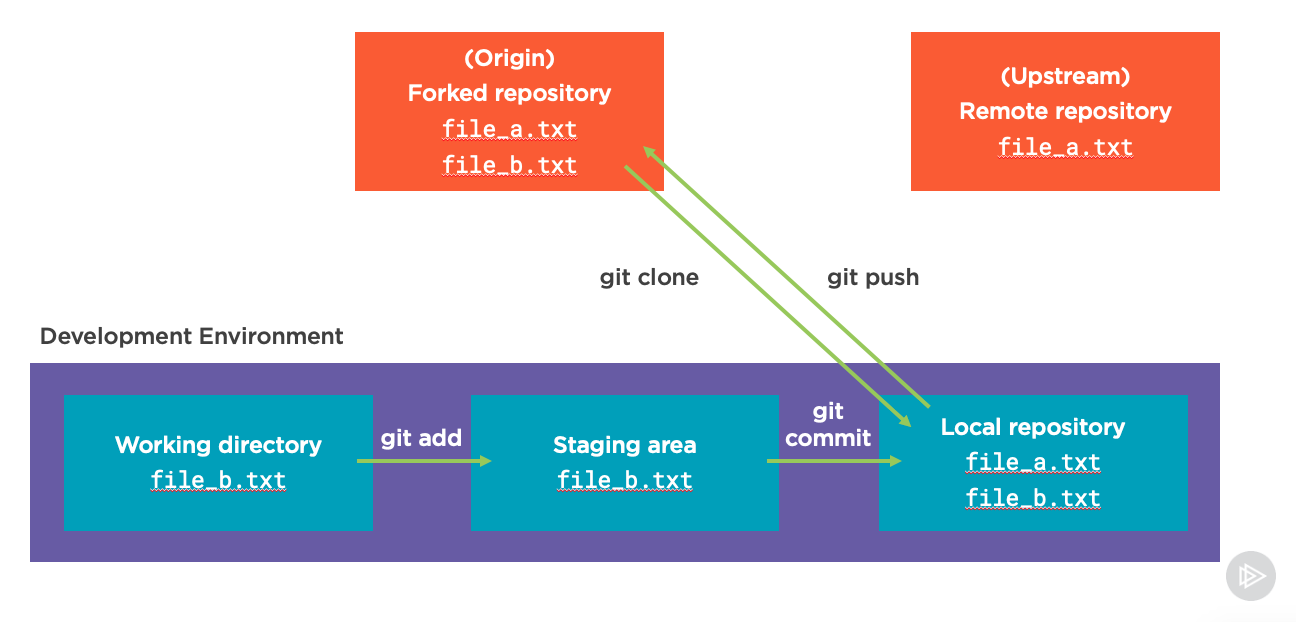 (Origin)
Forked repository
file_a.txt
file_b.txt
(Upstream)
Remote repository
file_a.txt
git clone
git push
Development Environment
Working directory
file_b.txt
git add
Staging area
file_b.txt
git
commit
Local repository
file_a.txt
file_b.txt